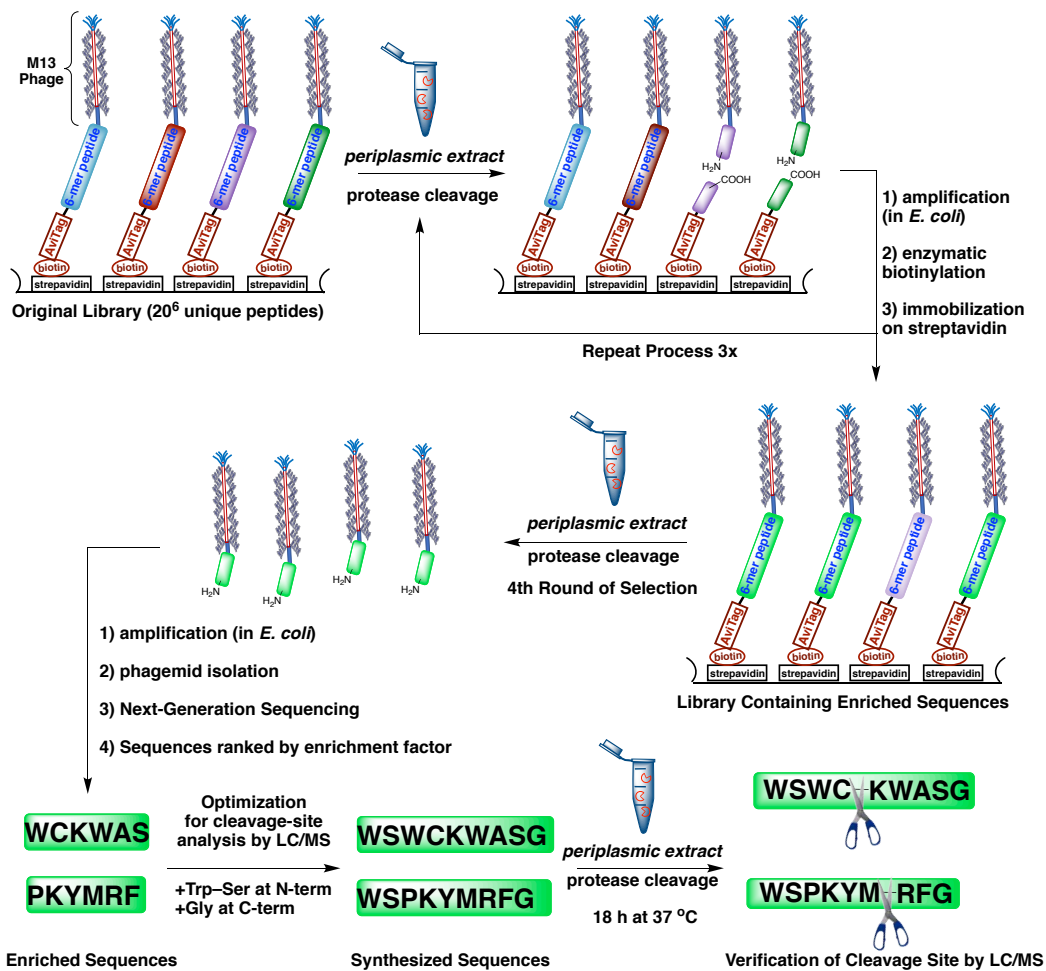 M13
Phage
6-mer peptide
6-mer peptide
6-mer peptide
6-mer peptide
AviTag
AviTag
AviTag
AviTag
biotin
biotin
biotin
biotin
strepavidin
strepavidin
strepavidin
strepavidin
Original Library (20⁶ unique peptides)
periplasmic extract
protease cleavage
6-mer peptide
6-mer peptide
H₂N
COOH
H₂N
COOH
AviTag
AviTag
AviTag
AviTag
biotin
biotin
biotin
biotin
strepavidin
strepavidin
strepavidin
strepavidin
1) amplification
(in E. coli)
2) enzymatic
biotinylation
3) immobilization
on streptavidin
Repeat Process 3x
6-mer peptide
6-mer peptide
6-mer peptide
6-mer peptide
AviTag
AviTag
AviTag
AviTag
biotin
biotin
biotin
biotin
strepavidin
strepavidin
strepavidin
strepavidin
Library Containing Enriched Sequences
periplasmic extract
protease cleavage
4th Round of Selection
H₂N
H₂N
H₂N
H₂N
1) amplification (in E. coli)
2) phagemid isolation
3) Next-Generation Sequencing
4) Sequences ranked by enrichment factor
WCKWAS
PKYMRF
Enriched Sequences
Optimization
for cleavage-site
analysis by LC/MS
+Trp–Ser at N-term
+Gly at C-term
WSWCKWASG
WSPKYMRFG
Synthesized Sequences
periplasmic extract
protease cleavage
18 h at 37 ºC
WSWC KWASG
WSPKYM RFG
Verification of Cleavage Site by LC/MS